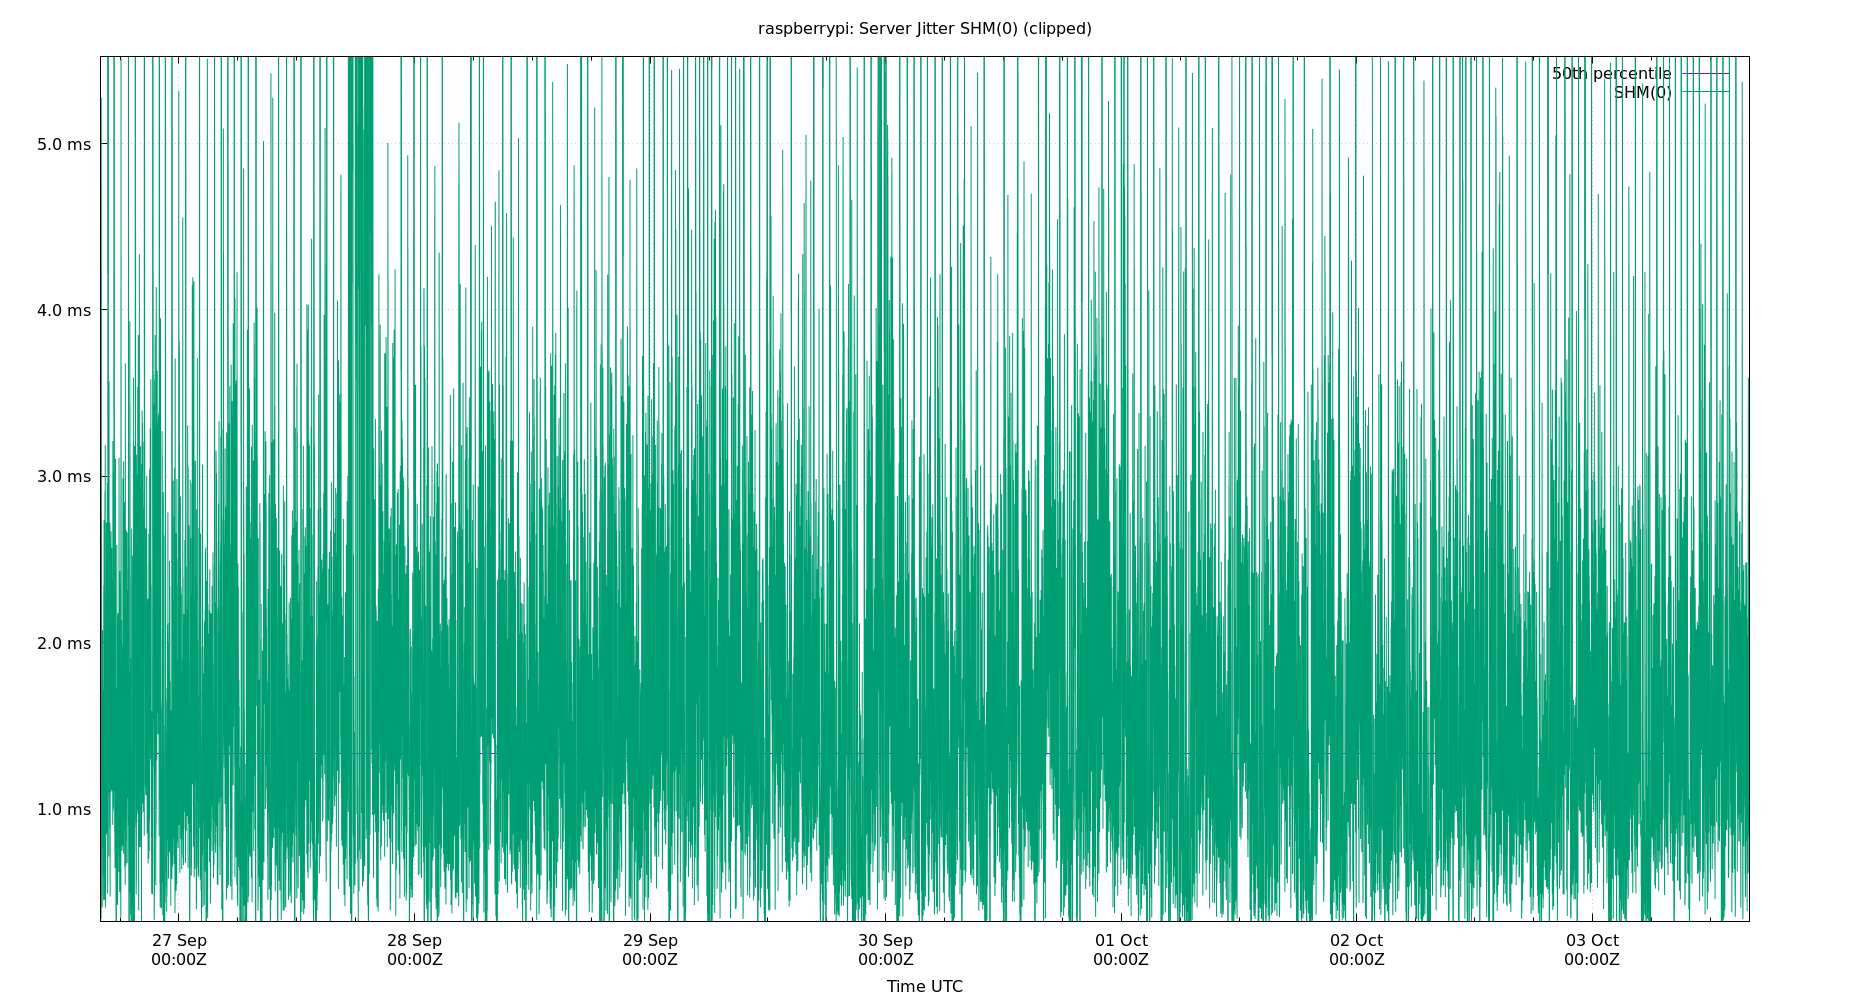 raspberrypi: Server Jitter SHM(0) (clipped)
50th percentile
SHM(0)
5.0 ms
4.0 ms
3.0 ms
2.0 ms
1.0 ms
27 Sep 28 Sep 29 Sep 30 Sep 01 Oct 02 Oct 03 Oct
00:00Z 00:00Z 00:00Z 00:00Z 00:00Z 00:00Z 00:00Z
Time UTC